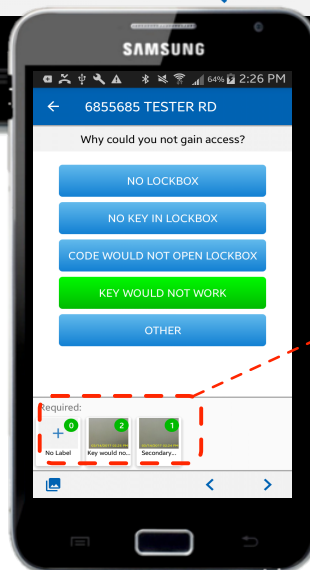 SAMSUNG
64% 2:26 PM
6855685 TESTER RD
Why could you not gain access?
NO LOCKBOX
NO KEY IN LOCKBOX
CODE WOULD NOT OPEN LOCKBOX
KEY WOULD NOT WORK
OTHER
Required:
0 2 1
No Label Key would no... Secondary...